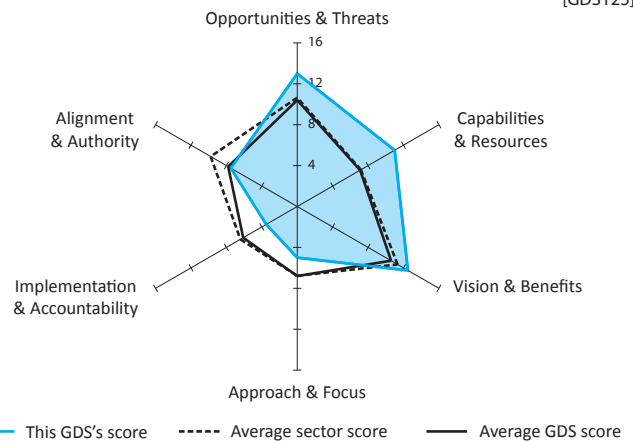 [GDS125]
Opportunities & Threats
16
12
8
4
Alignment
& Authority
Capabilities
& Resources
Implementation
& Accountability
Vision & Benefits
Approach & Focus
This GDS's score
Average sector score
Average GDS score